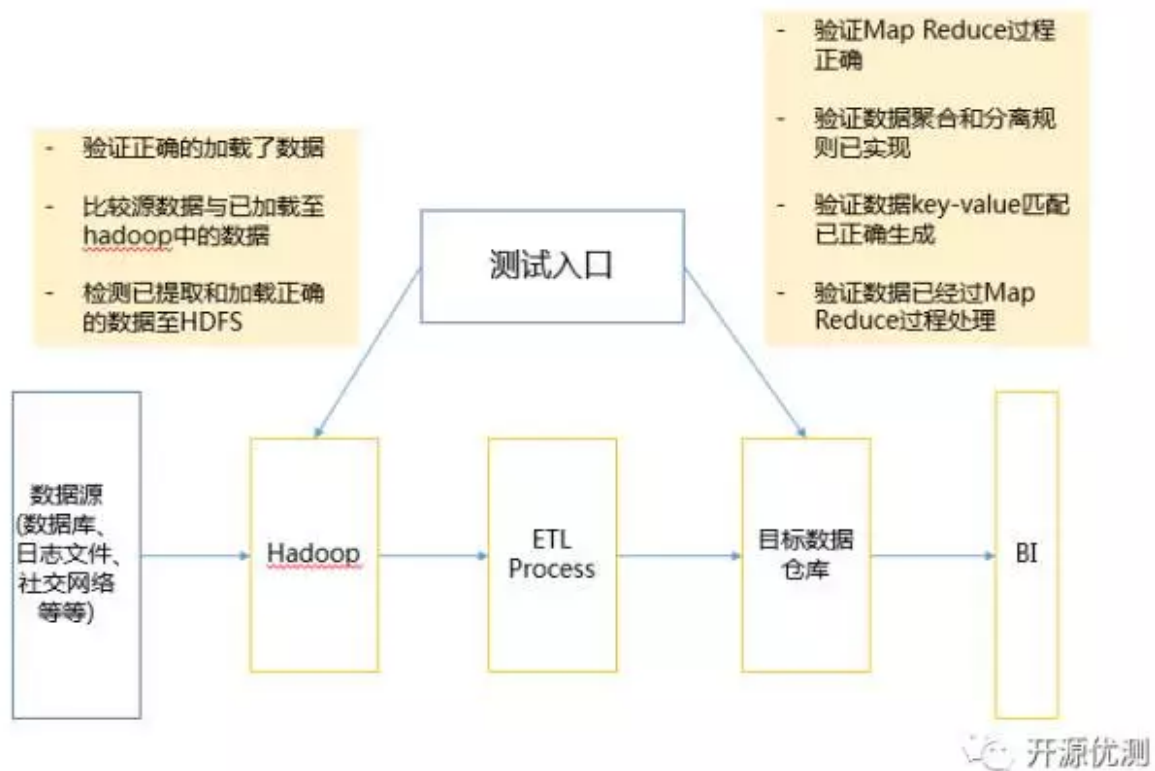 - 验证正确的加载了数据
- 比较源数据与已加载至
hadoop中的数据
- 检测已提取和加载正确
的数据至HDFS
测试入口
- 验证Map Reduce过程
正确
- 验证数据聚合和分离规
则已实现
- 验证数据key-value匹配
已正确生成
- 验证数据已经过Map
Reduce过程处理
数据源
(数据库、
日志文件、
社交网络
等等)
Hadoop
ETL
Process
目标数据
仓库
BI
开源优测